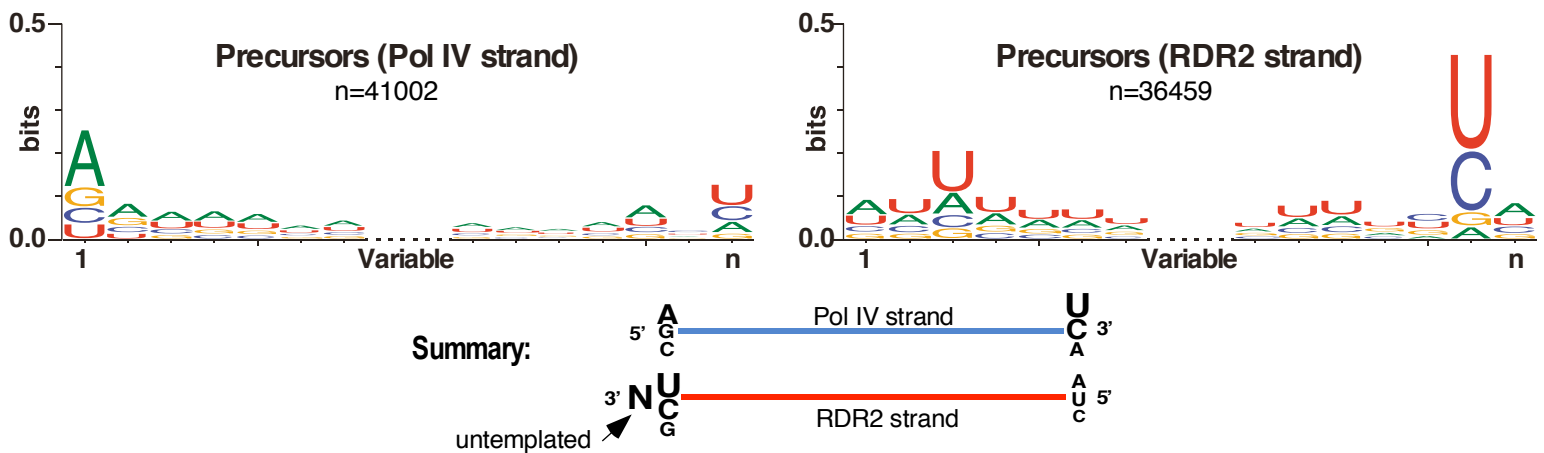 0.5
Precursors (Pol IV strand)
n=41002
bits
A
G
C
U
A
G
C
U
A
U
G
C
A
U
G
C
A
U
G
C
A
U
A
U
C
U
C
A
G
0.0
1
Variable
n
0.5
Precursors (RDR2 strand)
n=36459
bits
A
U
C
G
U
A
C
G
U
A
C
G
U
A
G
C
U
A
G
C
U
A
C
G
U
A
U
U
A
U
A
U
C
U
C
G
A
A
U
C
G
0.0
1
Variable
n
Summary:
5’
A
G
C
Pol IV strand
U
C
A
3’
3’
N
U
C
G
RDR2 strand
A
U
C
5’
untemplated